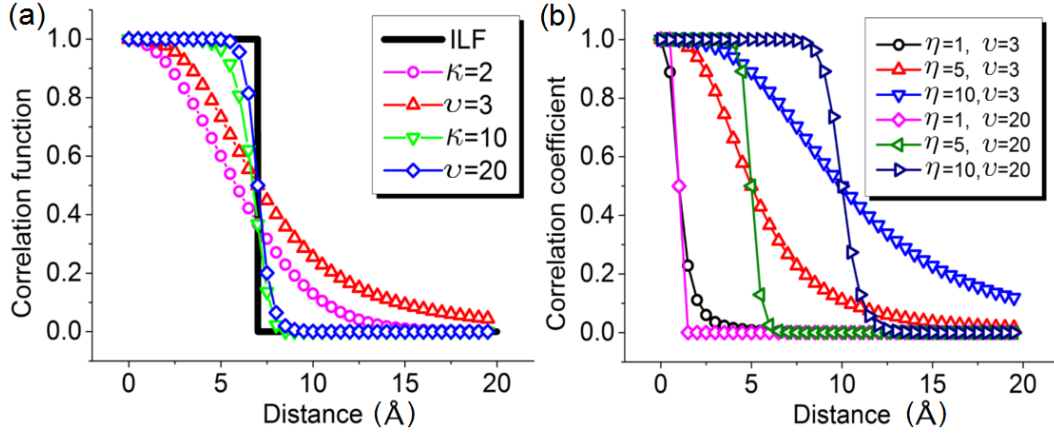 (a)
Correlation function
1.0
0.8
0.6
0.4
0.2
0.0
0
5
10
15
20
Distance (Å)
ILF
κ=2
υ=3
κ=10
υ=20
(b)
Correlation coefficient
1.0
0.8
0.6
0.4
0.2
0.0
0
5
10
15
20
Distance (Å)
η=1, υ=3
η=5, υ=3
η=10, υ=3
η=1, υ=20
η=5, υ=20
η=10, υ=20